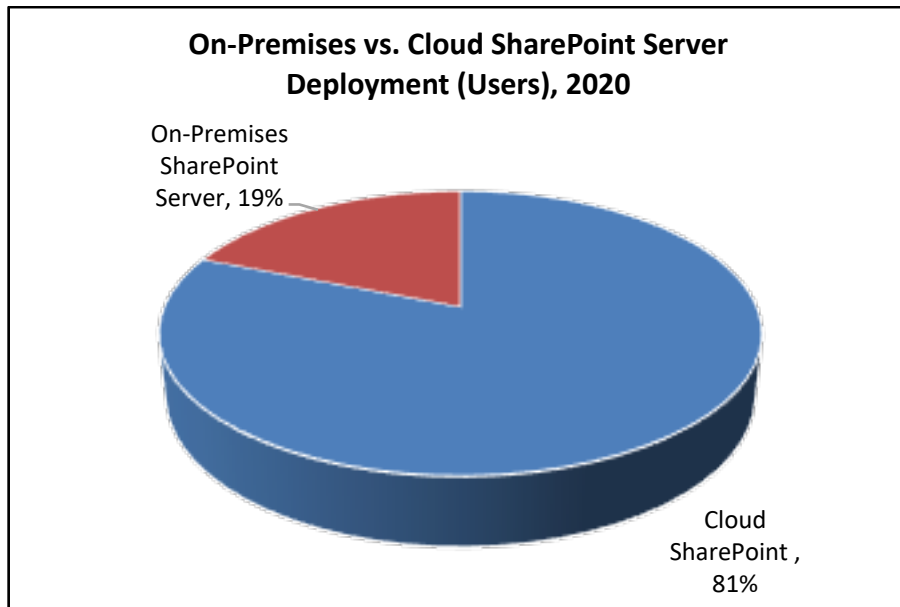 On-Premises vs. Cloud SharePoint Server
Deployment (Users), 2020
On-Premises
SharePoint
Server, 19%
Cloud
SharePoint ,
81%